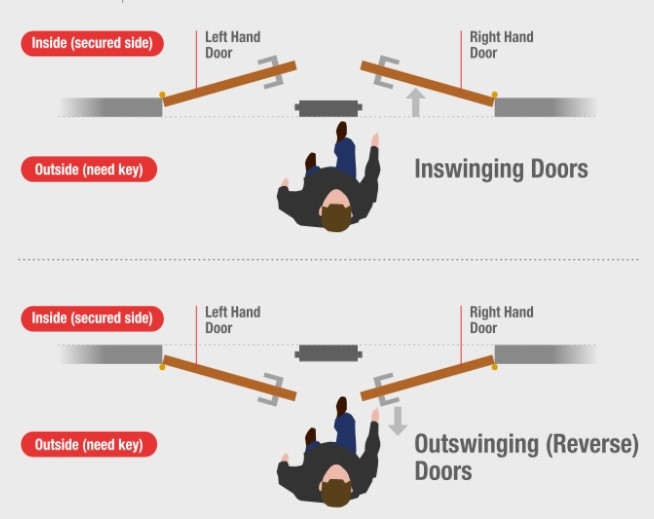 Inside (secured side)
Left Hand
Door
Right Hand
Door
Outside (need key)
Inswinging Doors
Inside (secured side)
Left Hand
Door
Right Hand
Door
Outside (need key)
Outswinging (Reverse)
Doors